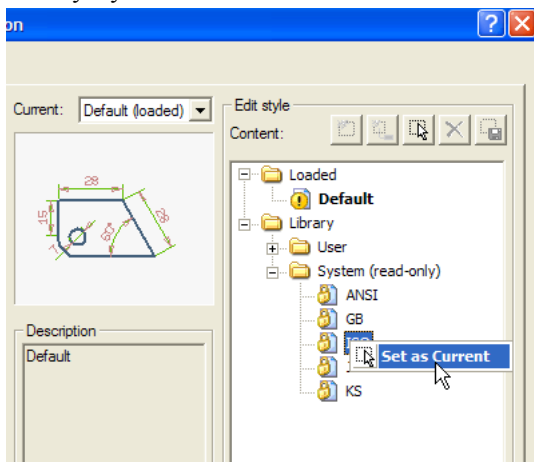 on
Current: Default (loaded)
Edit style
Content:
28
15
28
60°
7
Loaded
Default
Library
User
System (read-only)
ANSI
GB
ISO
Set as Current
KS
Description
Default